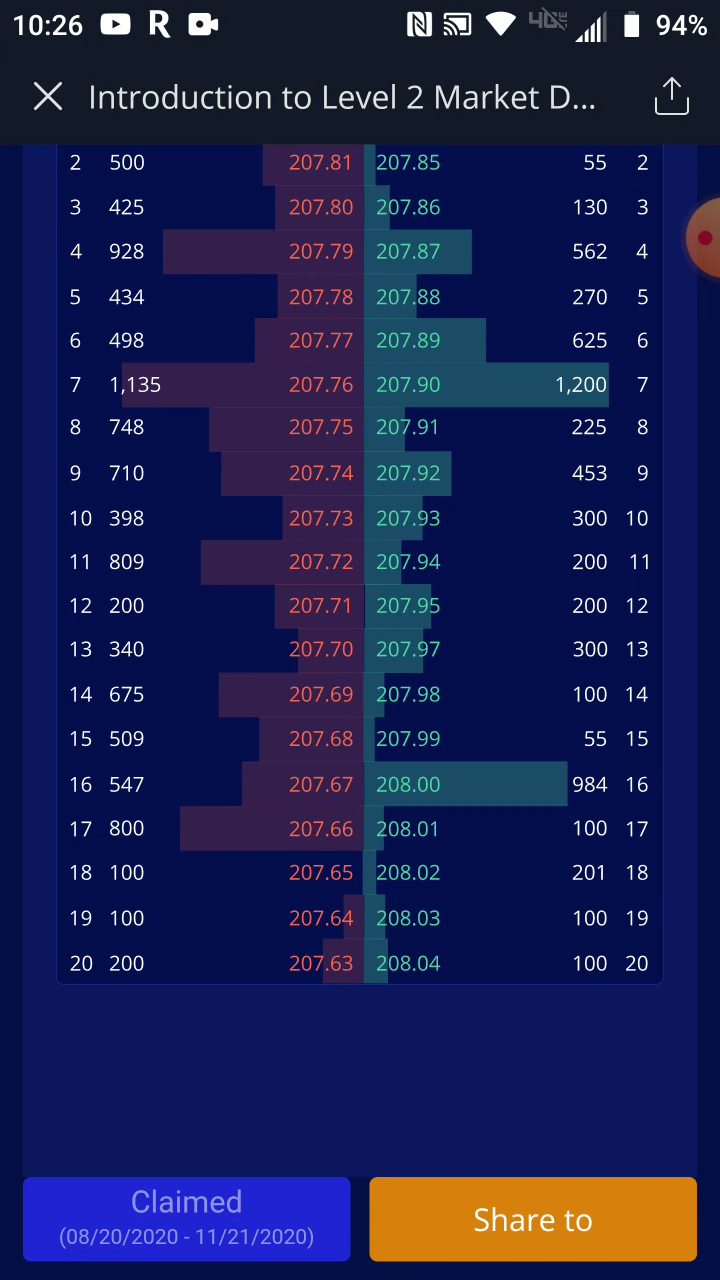 10:26 94%
Introduction to Level 2 Market D...
2 500 207.81 207.85 55 2
3 425 207.80 207.86 130 3
4 928 207.79 207.87 562 4
5 434 207.78 207.88 270 5
6 498 207.77 207.89 625 6
7 1,135 207.76 207.90 1,200 7
8 748 207.75 207.91 225 8
9 710 207.74 207.92 453 9
10 398 207.73 207.93 300 10
11 809 207.72 207.94 200 11
12 200 207.71 207.95 200 12
13 340 207.70 207.97 300 13
14 675 207.69 207.98 100 14
15 509 207.68 207.99 55 15
16 547 207.67 208.00 984 16
17 800 207.66 208.01 100 17
18 100 207.65 208.02 201 18
19 100 207.64 208.03 100 19
20 200 207.63 208.04 100 20
Claimed
(08/20/2020 - 11/21/2020)
Share to